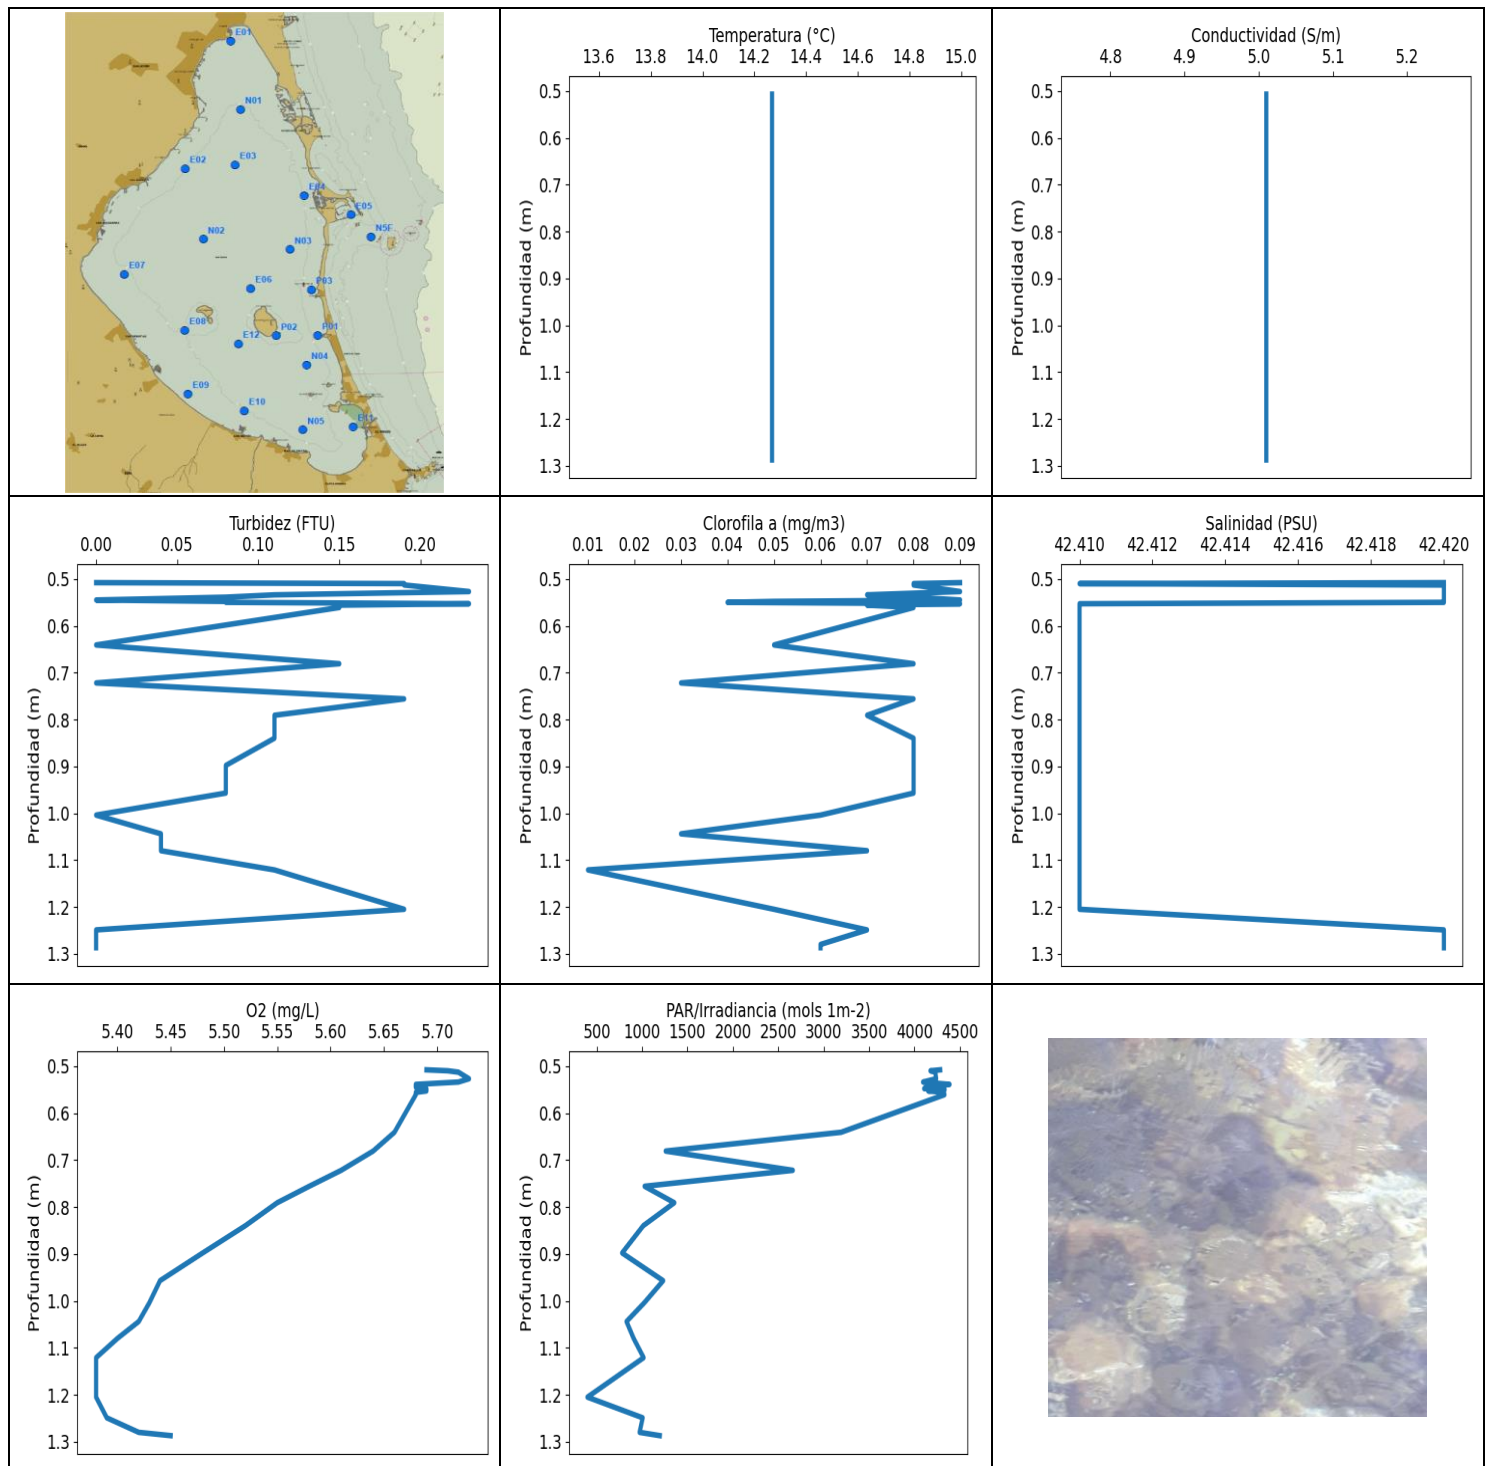 E01
N01
E02
E03
E04
E05
N5F
N02
N03
E07
E06
P03
E08
E12
P02
P01
N04
E09
E10
N05
E11
Temperatura (°C)
13.6 13.8 14.0 14.2 14.4 14.6 14.8 15.0
Profundidad (m)
0.5
0.6
0.7
0.8
0.9
1.0
1.1
1.2
1.3
Conductividad (S/m)
4.8 4.9 5.0 5.1 5.2
Profundidad (m)
0.5
0.6
0.7
0.8
0.9
1.0
1.1
1.2
1.3
Turbidez (FTU)
0.00 0.05 0.10 0.15 0.20
Profundidad (m)
0.5
0.6
0.7
0.8
0.9
1.0
1.1
1.2
1.3
Clorofila a (mg/m3)
0.01 0.02 0.03 0.04 0.05 0.06 0.07 0.08 0.09
Profundidad (m)
0.5
0.6
0.7
0.8
0.9
1.0
1.1
1.2
1.3
Salinidad (PSU)
42.410 42.412 42.414 42.416 42.418 42.420
Profundidad (m)
0.5
0.6
0.7
0.8
0.9
1.0
1.1
1.2
1.3
O2 (mg/L)
5.40 5.45 5.50 5.55 5.60 5.65 5.70
Profundidad (m)
0.5
0.6
0.7
0.8
0.9
1.0
1.1
1.2
1.3
PAR/Irradiancia (mols 1m-2)
500 1000 1500 2000 2500 3000 3500 4000 4500
Profundidad (m)
0.5
0.6
0.7
0.8
0.9
1.0
1.1
1.2
1.3